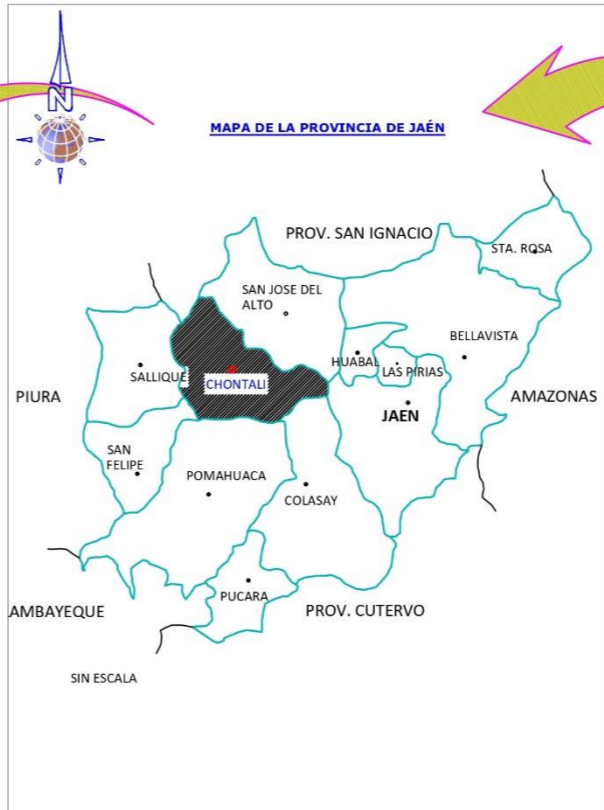 N
MAPA DE LA PROVINCIA DE JAÉN
PROV. SAN IGNACIO
STA. ROSA
SAN JOSE DEL
ALTO
BELLAVISTA
HUABAL
LAS PIRIAS
SALLIQUE
CHONTALI
PIURA
AMAZONAS
JAEN
SAN
FELIPE
POMAHUACA
COLASAY
PUCARA
AMBAYEQUE
PROV. CUTERVO
SIN ESCALA